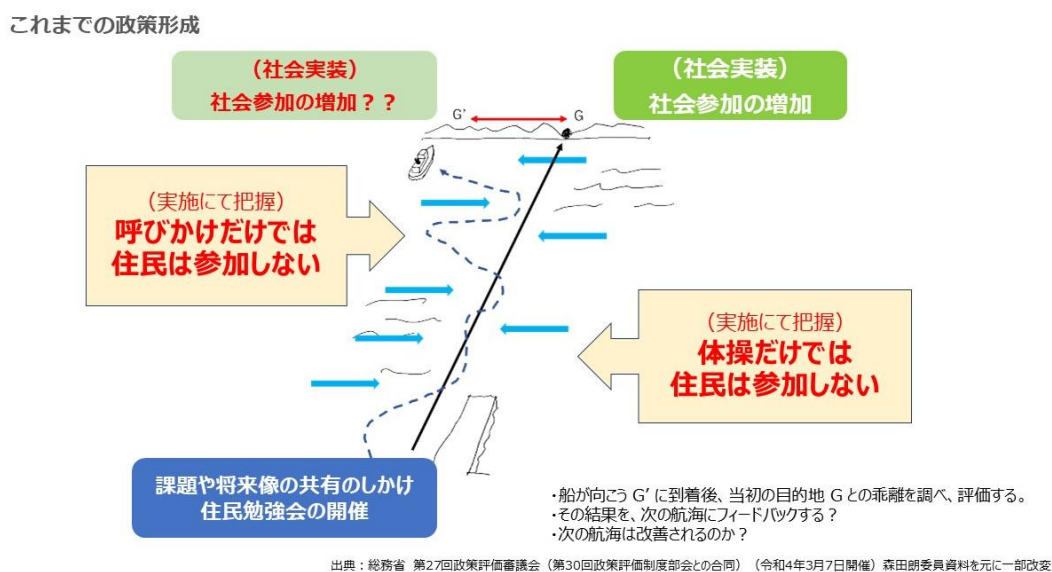 これまでの政策形成
（社会実装）
社会参加の増加？？
（社会実装）
社会参加の増加
G’
G
（実施にて把握）
呼びかけだけでは
住民は参加しない
（実施にて把握）
体操だけでは
住民は参加しない
課題や将来像の共有のしかけ
住民勉強会の開催
・船が向こう G’ に到着後、当初の目的地 G との乖離を調べ、評価する。
・その結果を、次の航海にフィードバックする？
・次の航海は改善されるのか？
出典：総務省 第27回政策評価審議会（第30回政策評価制度部会との合同）（令和4年3月7日開催）森田朗委員資料を元に一部改変